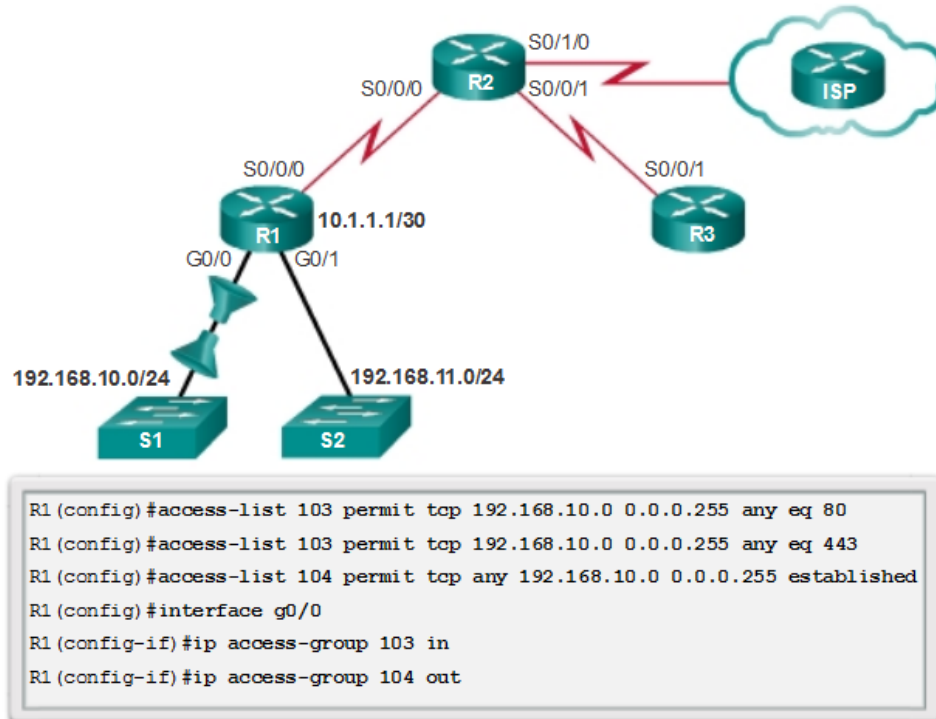 S0/1/0
R2
ISP
S0/0/0
S0/0/1
S0/0/0
S0/0/1
10.1.1.1/30
R1
R3
G0/0
G0/1
192.168.10.0/24
192.168.11.0/24
S1
S2
R1(config)#access-list 103 permit tcp 192.168.10.0 0.0.0.255 any eq 80
R1(config)#access-list 103 permit tcp 192.168.10.0 0.0.0.255 any eq 443
R1(config)#access-list 104 permit tcp any 192.168.10.0 0.0.0.255 established
R1(config)#interface g0/0
R1(config-if)#ip access-group 103 in
R1(config-if)#ip access-group 104 out